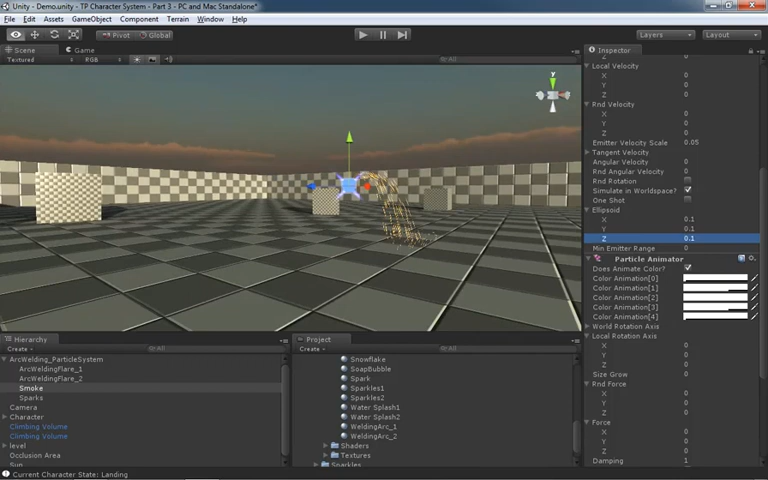 Unity - Demo.unity - TP Character System - Part 3 - PC and Mac Standalone*
File Edit Assets GameObject Component Terrain Window Help
Pivot Global Layers Layout
Scene Game
Textured RGB All
y
Inspector
Z 0
Local Velocity
X 0
Y 0
Z 0
Rnd Velocity
X 0
Y 0
Z 0
Emitter Velocity Scale 0.05
Tangent Velocity
Angular Velocity 0
Rnd Angular Velocity 0
Rnd Rotation
Simulate in Worldspace?
One Shot
Ellipsoid
X 0.1
Y 0.1
Z 0.1
Min Emitter Range 0
Particle Animator
Does Animate Color?
Color Animation[0]
Color Animation[1]
Color Animation[2]
Color Animation[3]
Color Animation[4]
World Rotation Axis
Local Rotation Axis
X 0
Y 0
Z 0
Size Grow 0
Rnd Force
X 0
Y 0
Z 0
Force
X 0
Y 0
Z 0
Damping 1
Hierarchy
Create All
ArcWelding_ParticleSystem
ArcWeldingFlare_1
ArcWeldingFlare_2
Smoke
Sparks
Camera
Character
Climbing Volume
Climbing Volume
level
Occlusion Area
Sun
Project
Create All
Snowflake
SoapBubble
Spark
Sparkles1
Sparkles2
Water Splash1
Water Splash2
WeldingArc_1
WeldingArc_2
Shaders
Textures
Sparkles
Current Character State: Landing